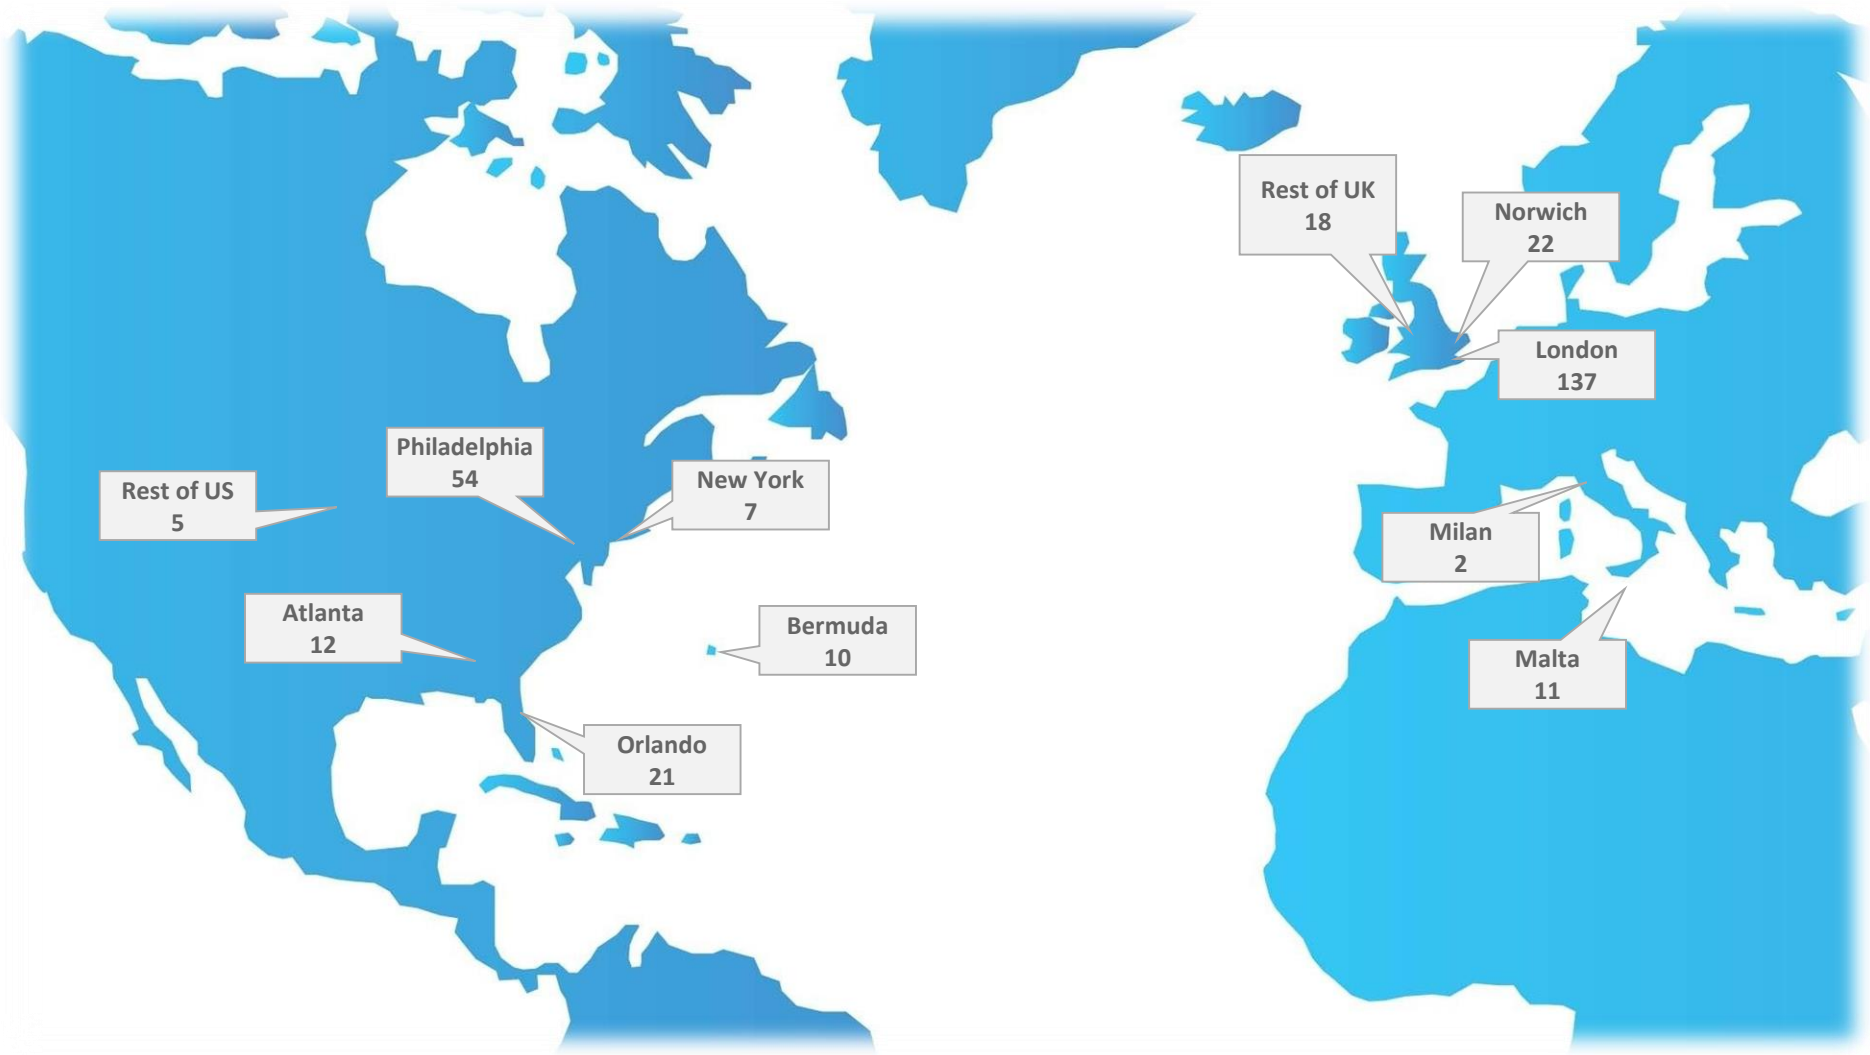 Rest of UK
18
Norwich
22
London
137
Philadelphia
54
New York
7
Rest of US
5
Milan
2
Atlanta
12
Bermuda
10
Malta
11
Orlando
21